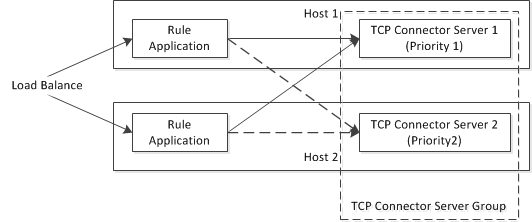 Host 1
Rule
Application
TCP Connector Server 1
(Priority 1)
Load Balance
Rule
Application
TCP Connector Server 2
(Priority2)
Host 2
TCP Connector Server Group